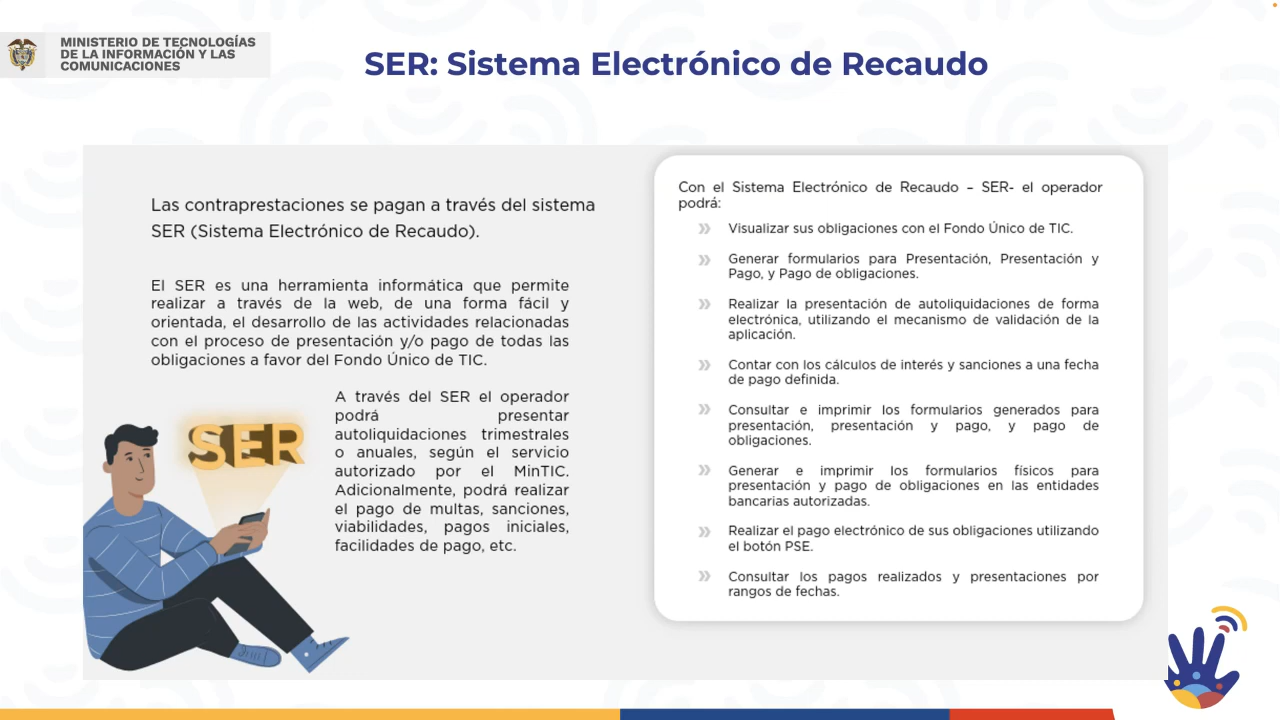 MINISTERIO DE TECNOLOGÍAS
DE LA INFORMACIÓN Y LAS
COMUNICACIONES
SER: Sistema Electrónico de Recaudo
Las contraprestaciones se pagan a través del sistema
SER (Sistema Electrónico de Recaudo).
El SER es una herramienta informática que permite
realizar a través de la web, de una forma fácil y
orientada, el desarrollo de las actividades relacionadas
con el proceso de presentación y/o pago de todas las
obligaciones a favor del Fondo Único de TIC.
A través del SER el operador
podrá presentar
autoliquidaciones trimestrales
o anuales, según el servicio
autorizado por el MinTIC.
Adicionalmente, podrá realizar
el pago de multas, sanciones,
viabilidades, pagos iniciales,
facilidades de pago, etc.
SER
Con el Sistema Electrónico de Recaudo – SER- el operador
podrá:
Visualizar sus obligaciones con el Fondo Único de TIC.
Generar formularios para Presentación, Presentación y
Pago, y Pago de obligaciones.
Realizar la presentación de autoliquidaciones de forma
electrónica, utilizando el mecanismo de validación de la
aplicación.
Contar con los cálculos de interés y sanciones a una fecha
de pago definida.
Consultar e imprimir los formularios generados para
presentación, presentación y pago, y pago de
obligaciones.
Generar e imprimir los formularios físicos para
presentación y pago de obligaciones en las entidades
bancarias autorizadas.
Realizar el pago electrónico de sus obligaciones utilizando
el botón PSE.
Consultar los pagos realizados y presentaciones por
rangos de fechas.